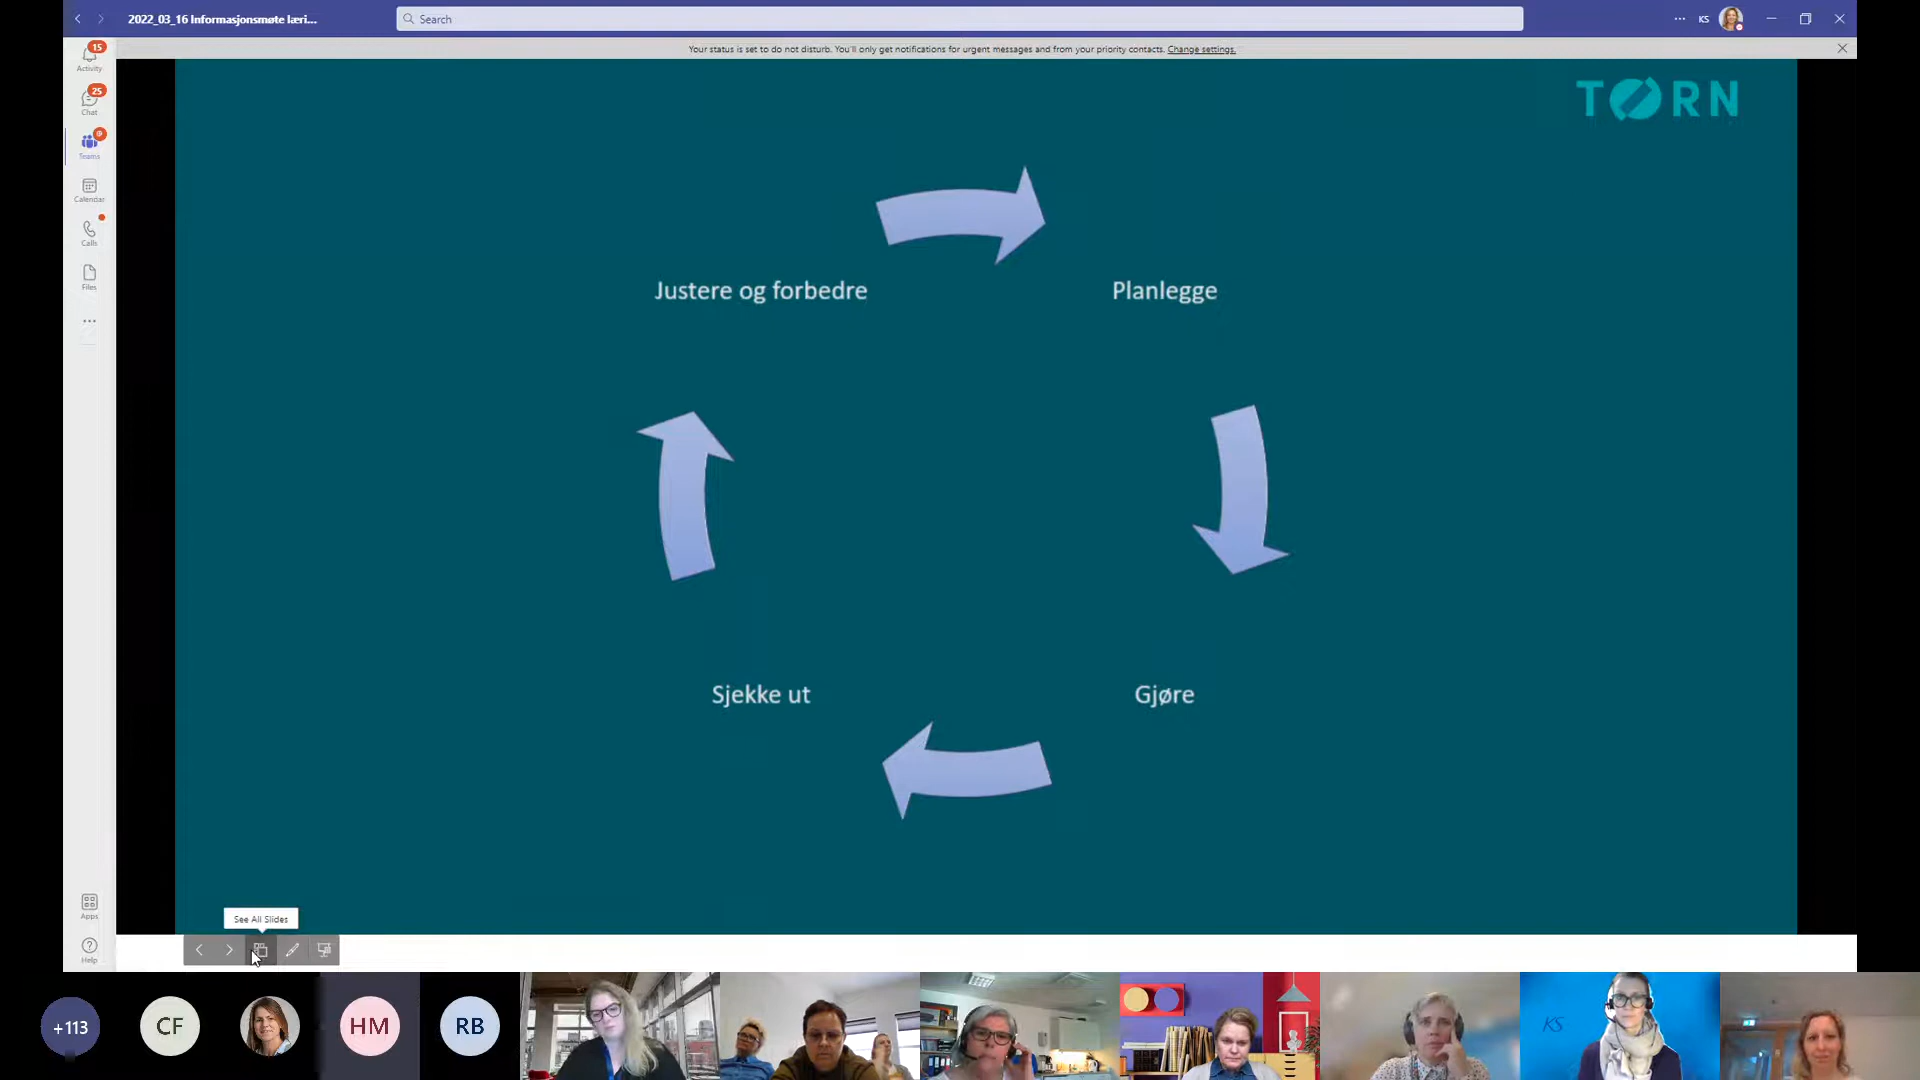 2022_03_16 Informasjonsmøte læri...
Search
KS
Your status is set to do not disturb. You'll only get notifications for urgent messages and from your priority contacts. Change settings.
15
Activity
25
Chat
@
Teams
Calendar
Calls
Files
Apps
Help
TØRN
Justere og forbedre
Planlegge
Sjekke ut
Gjøre
See All Slides
+113
CF
HM
RB
KS